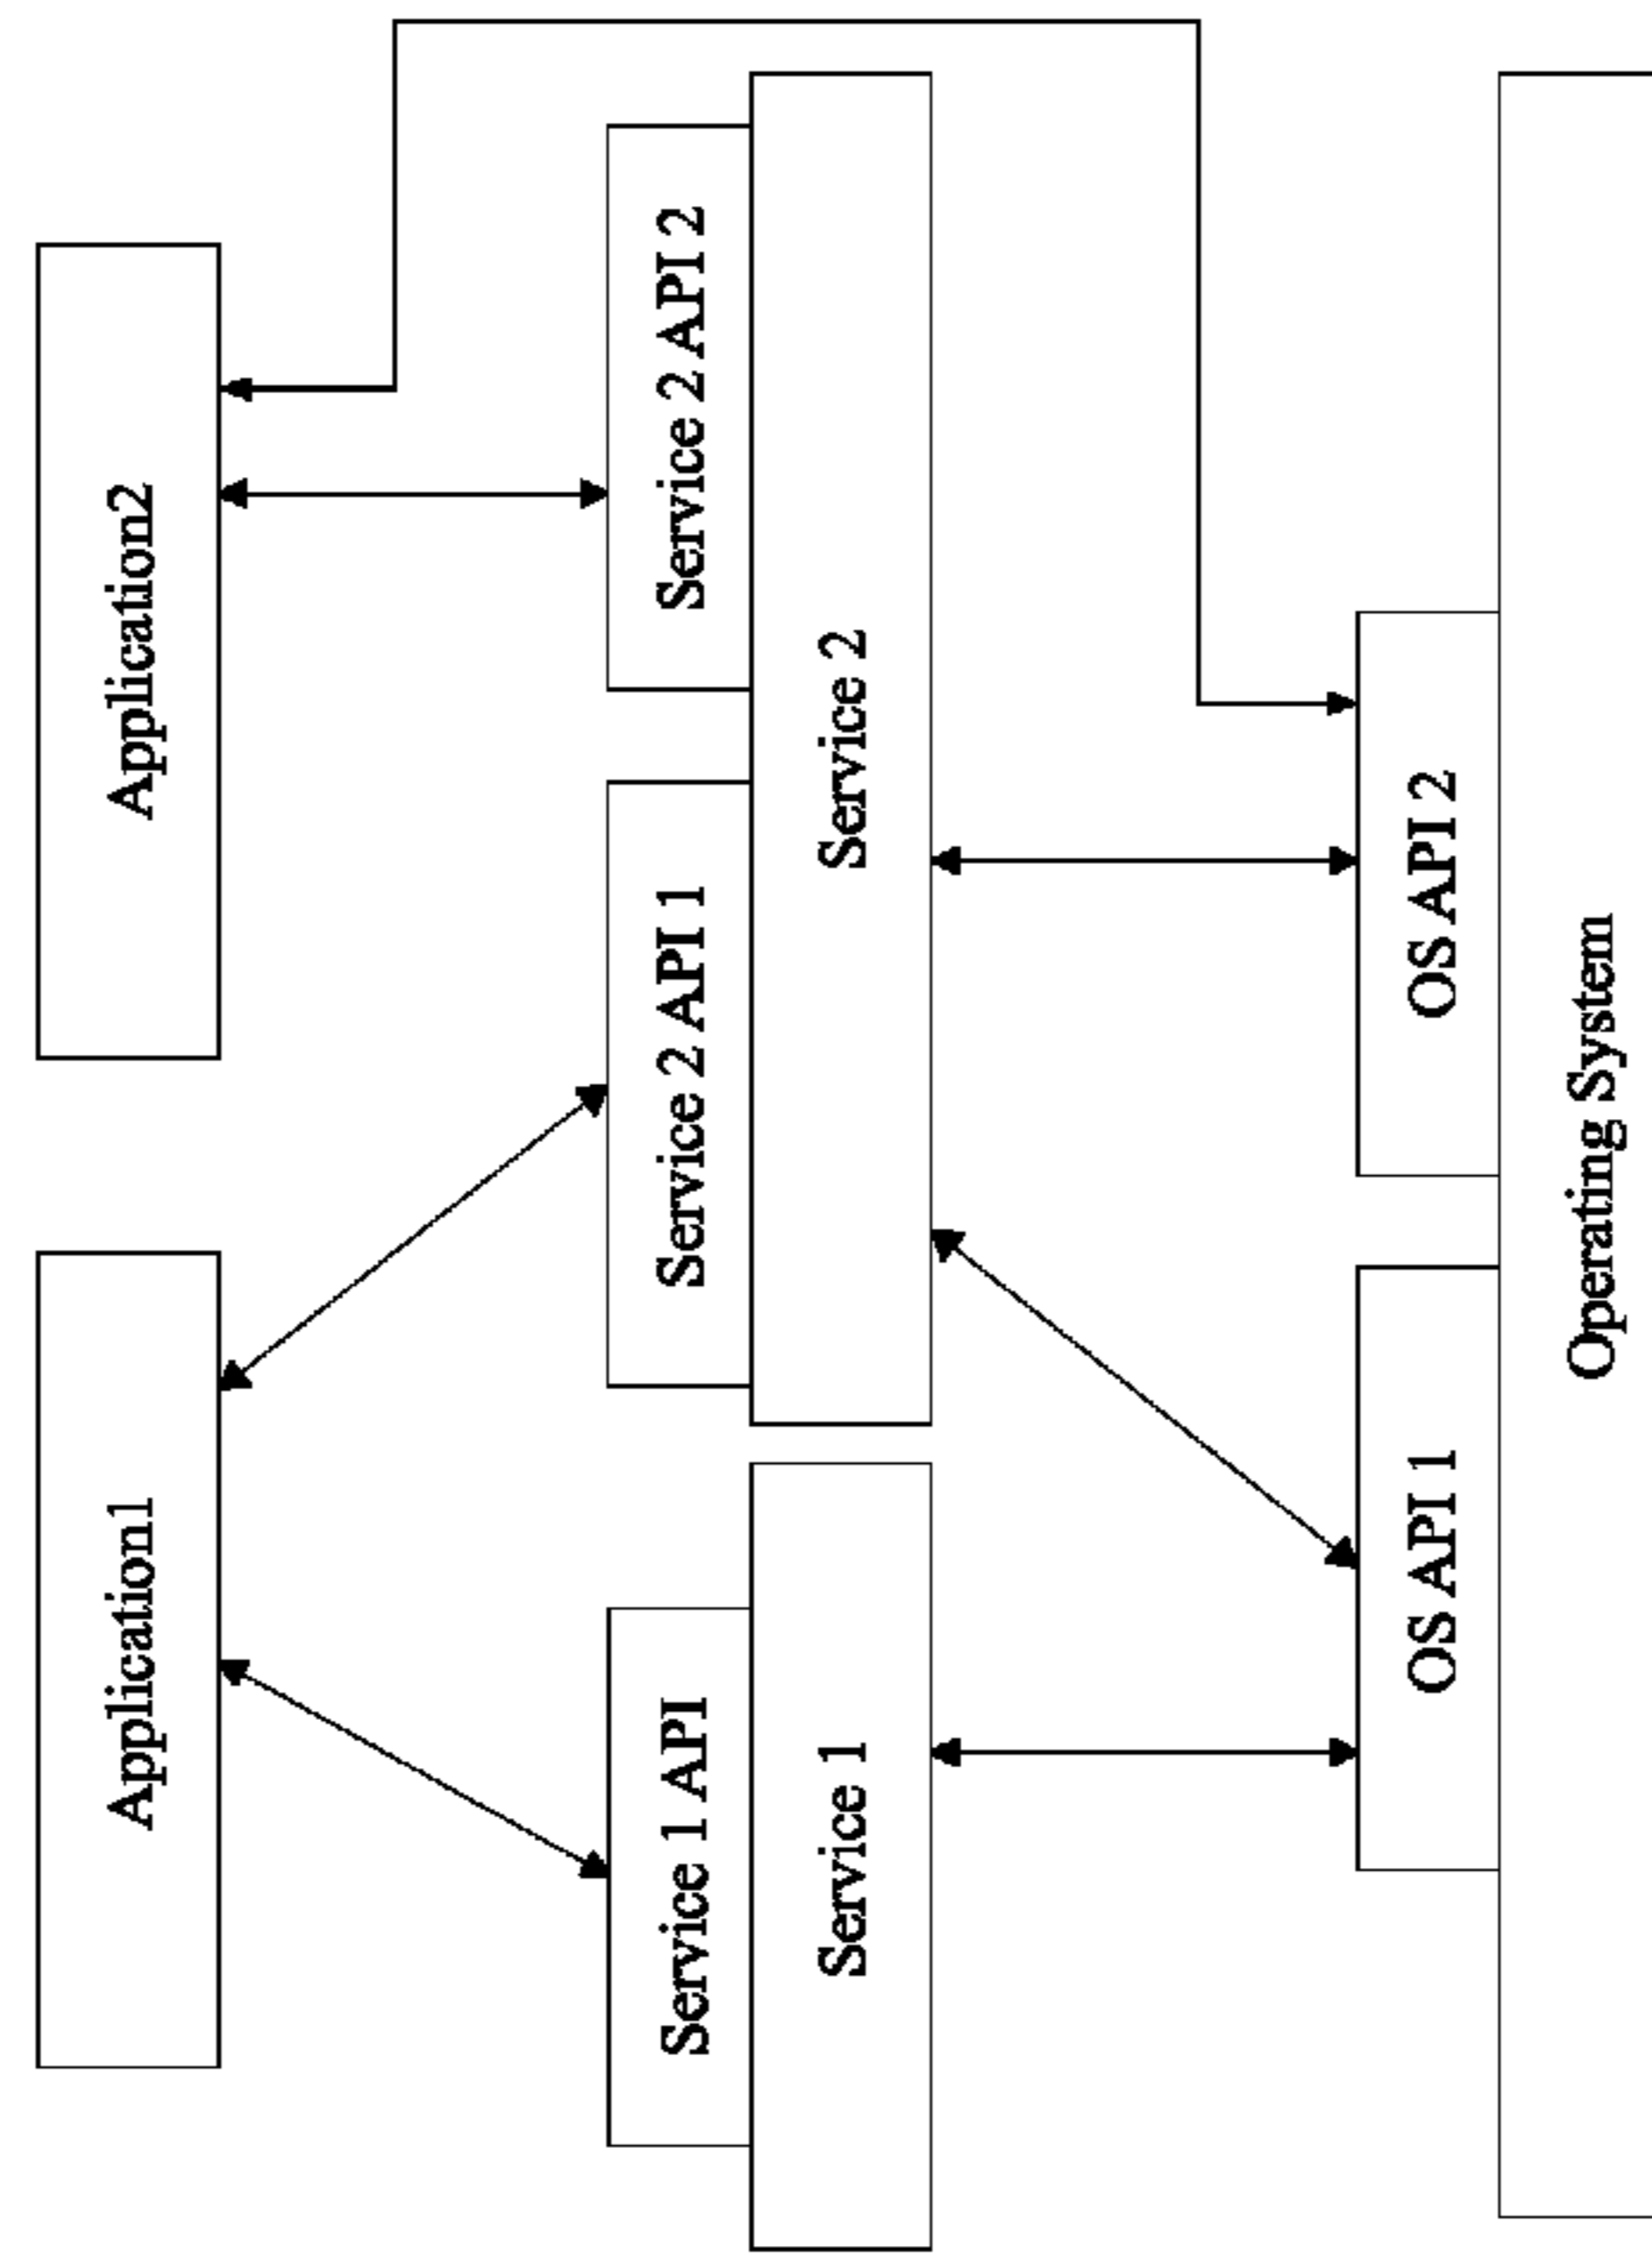 Application1
Application2
Service 1 API
Service 2 API 1
Service 2 API 2
Service 1
Service 2
OS API 1
OS API 2
Operating System